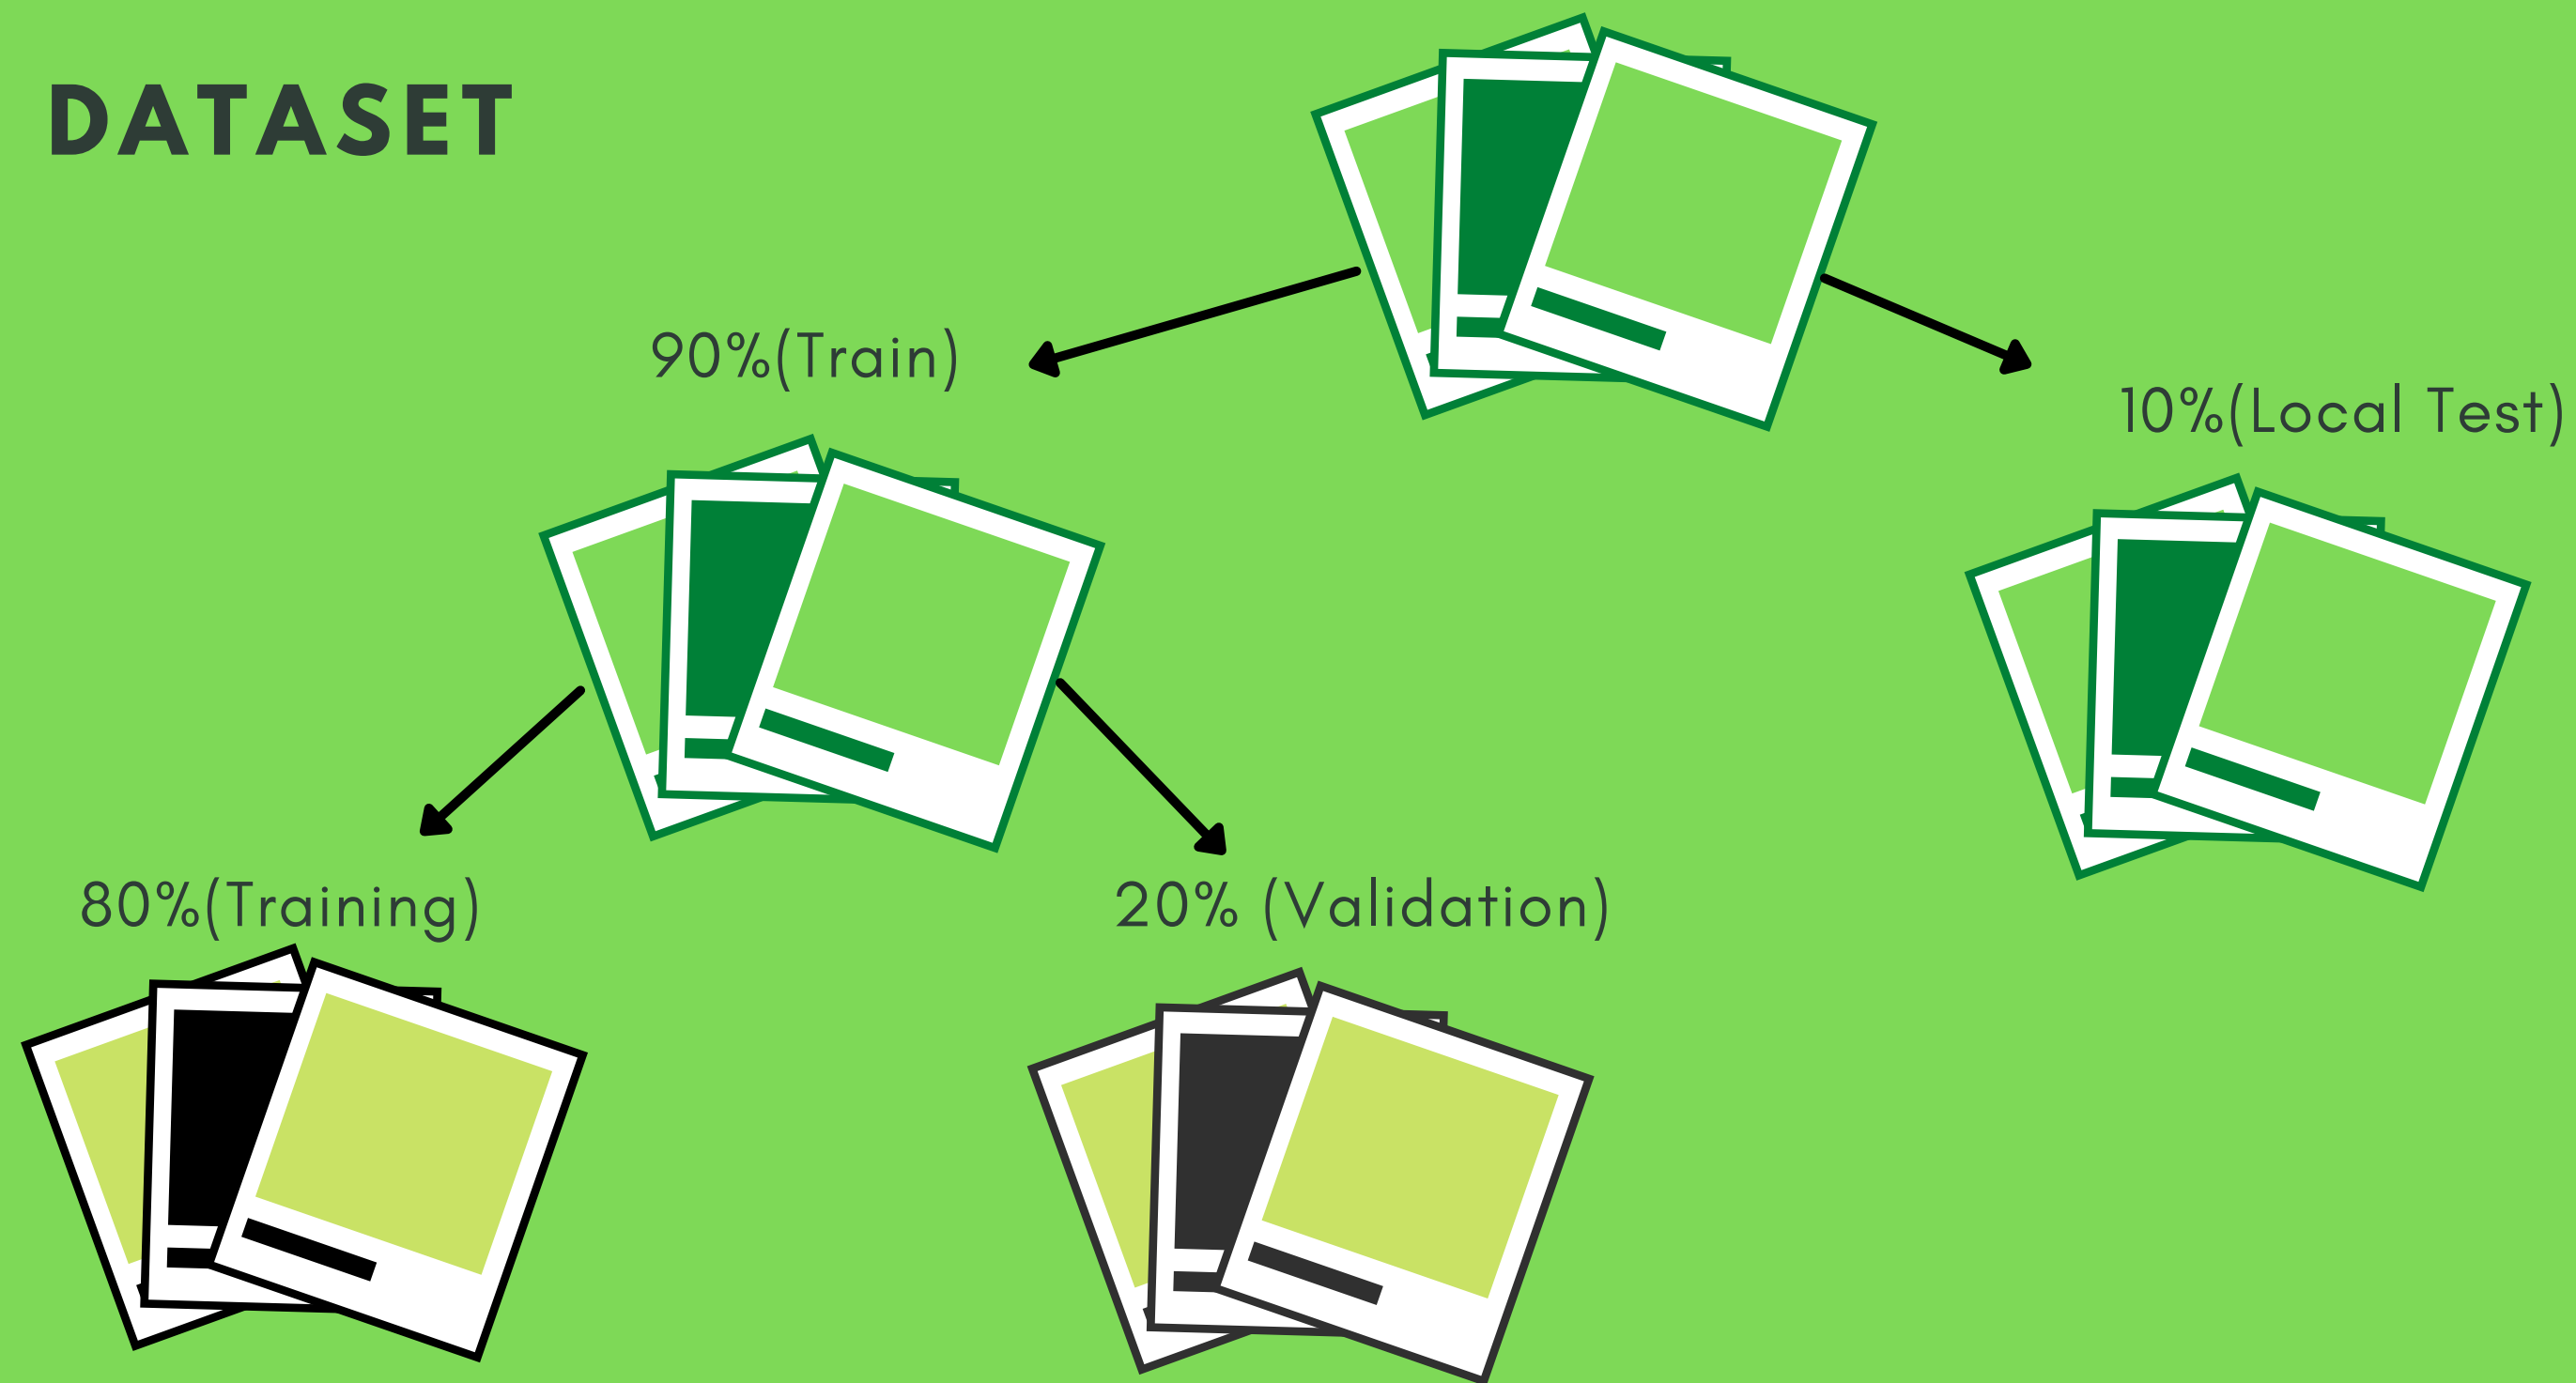 DATASET
90%(Train)
10%(Local Test)
80%(Training)
20% (Validation)